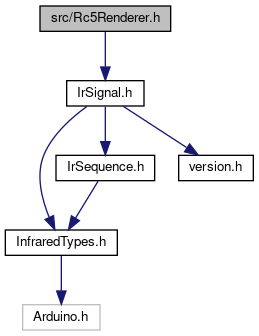 src/Rc5Renderer.h
IrSignal.h
IrSequence.h
version.h
InfraredTypes.h
Arduino.h